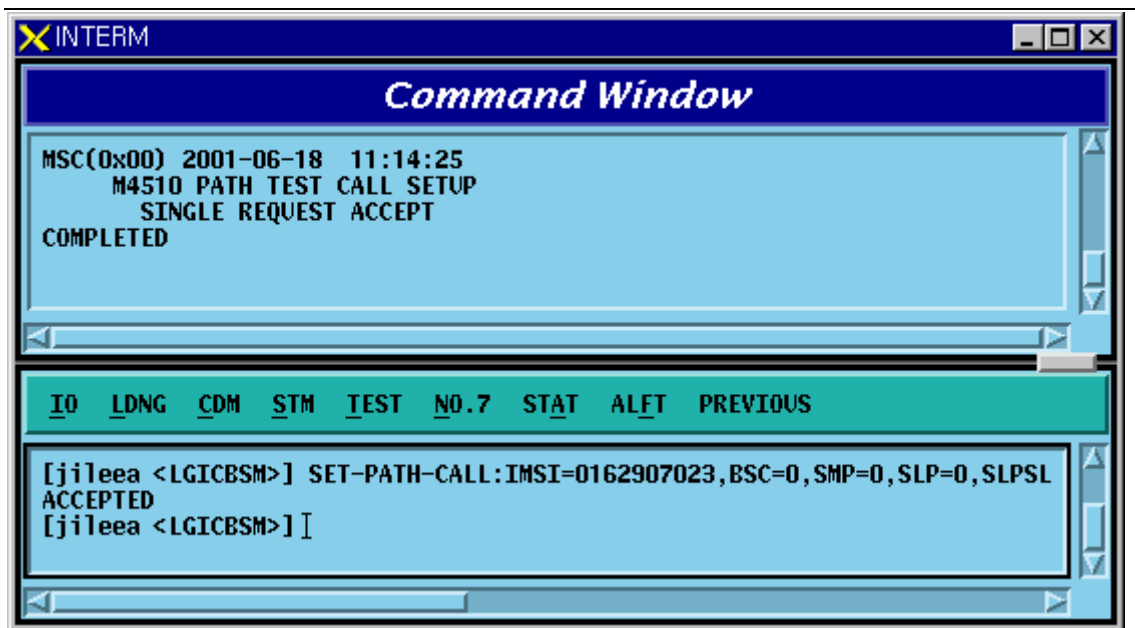 INTERM
Command Window
MSC(0x00) 2001-06-18 11:14:25
M4510 PATH TEST CALL SETUP
SINGLE REQUEST ACCEPT
COMPLETED
IO LDNG CDM STM TEST NO.7 STAT ALFT PREVIOUS
[jileea <LGICBSM>] SET-PATH-CALL:IMSI=0162907023,BSC=0,SMP=0,SLP=0,SLPSL
ACCEPTED
[jileea <LGICBSM>]